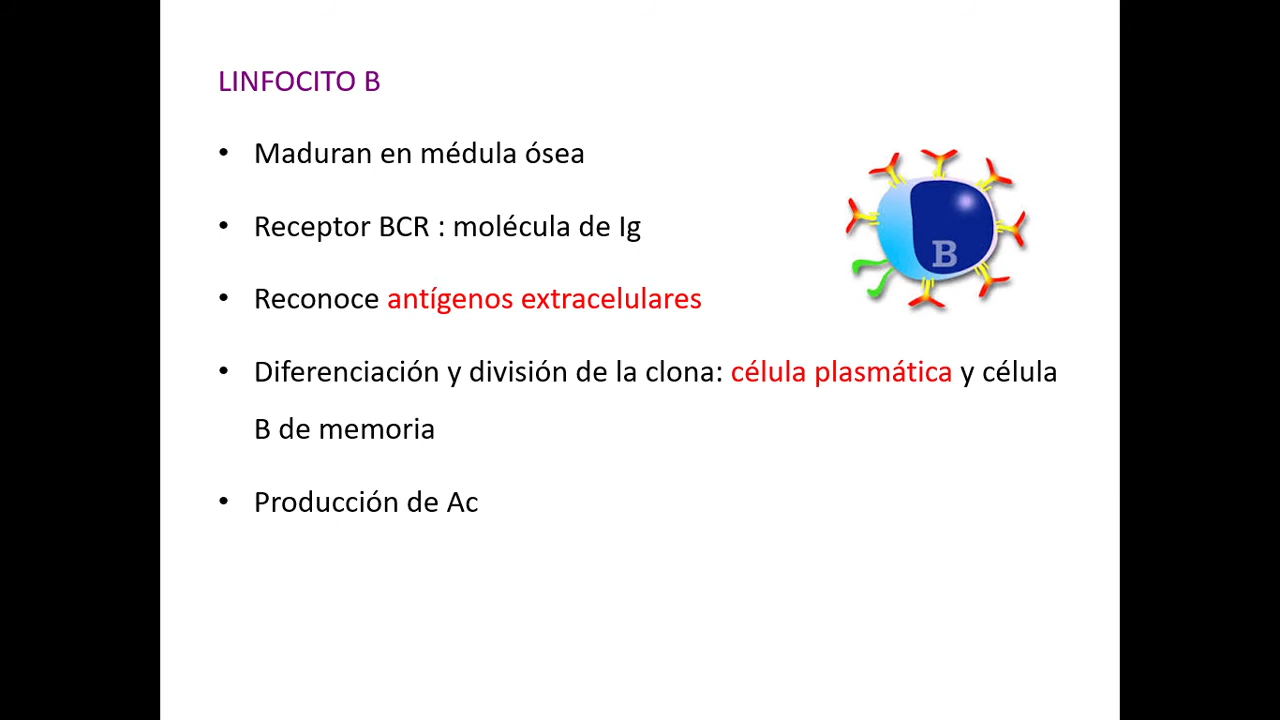 LINFOCITO B
• Maduran en médula ósea
• Receptor BCR : molécula de Ig
• Reconoce antígenos extracelulares
• Diferenciación y división de la clona: célula plasmática y célula
B de memoria
• Producción de Ac
B